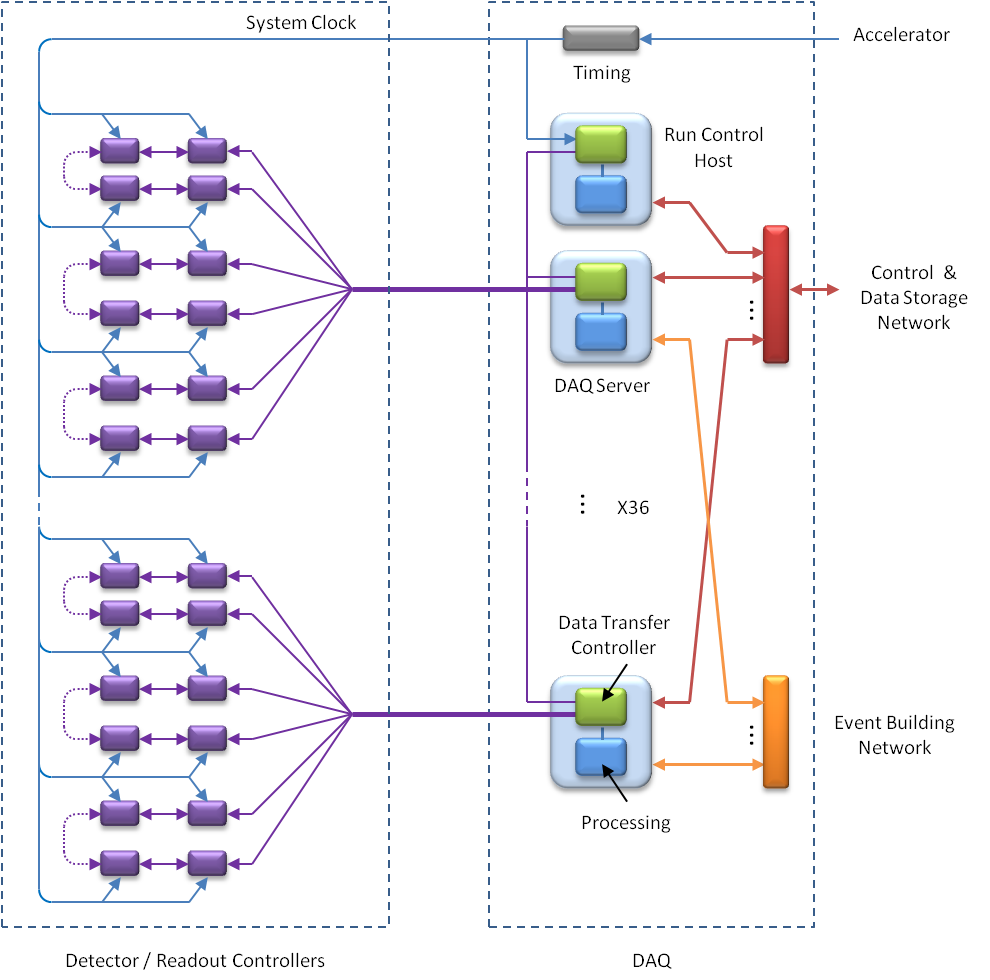 System Clock
Accelerator
Timing
Run Control
Host
Control &
Data Storage
Network
...
DAQ Server
... X36
Data Transfer
Controller
...
Event Building
Network
Processing
Detector / Readout Controllers
DAQ